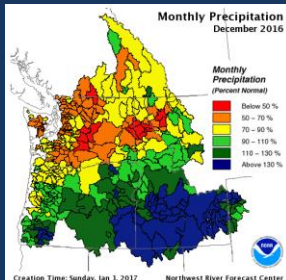 Monthly Precipitation
December 2016
Monthly
Precipitation
(Percent Normal)
Below 50 %
50 - 70 %
70 - 90 %
90 - 110 %
110 - 130 %
Above 130 %
noaa
Creation Time: Sunday, Jan 1, 2017
Northwest River Forecast Center